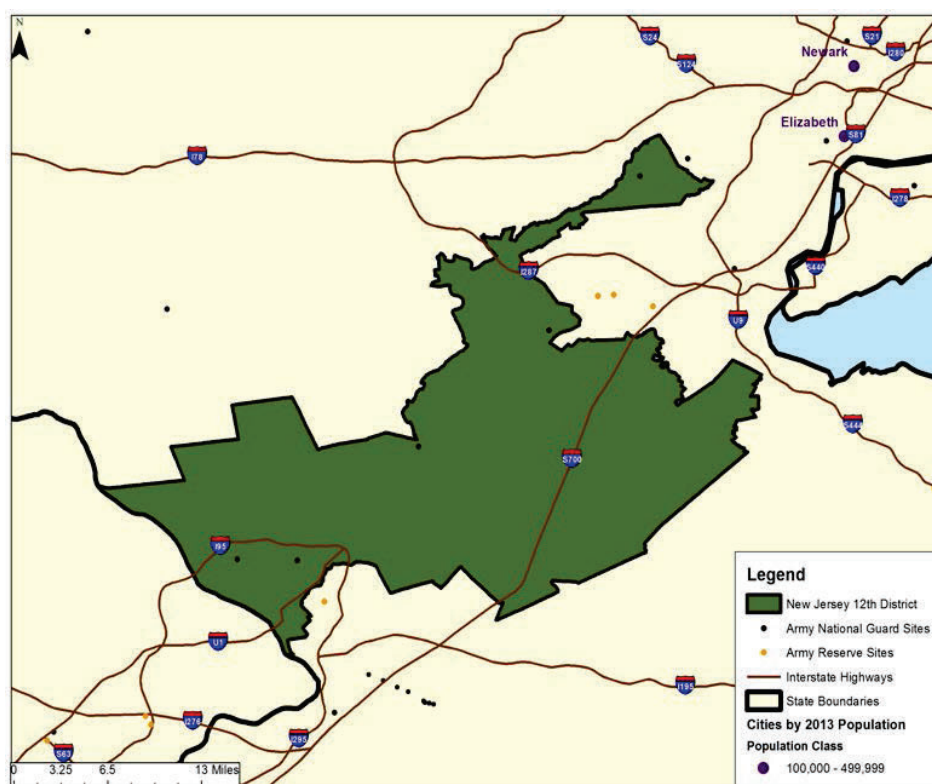 N
S24
S21
I280
Newark
S124
Elizabeth
S81
I78
I278
S440
I287
U9
S444
S700
I95
U1
I195
I276
I295
S63
0 3.25 6.5 13 Miles
Legend
New Jersey 12th District
Army National Guard Sites
Army Reserve Sites
Interstate Highways
State Boundaries
Cities by 2013 Population
Population Class
100,000 - 499,999